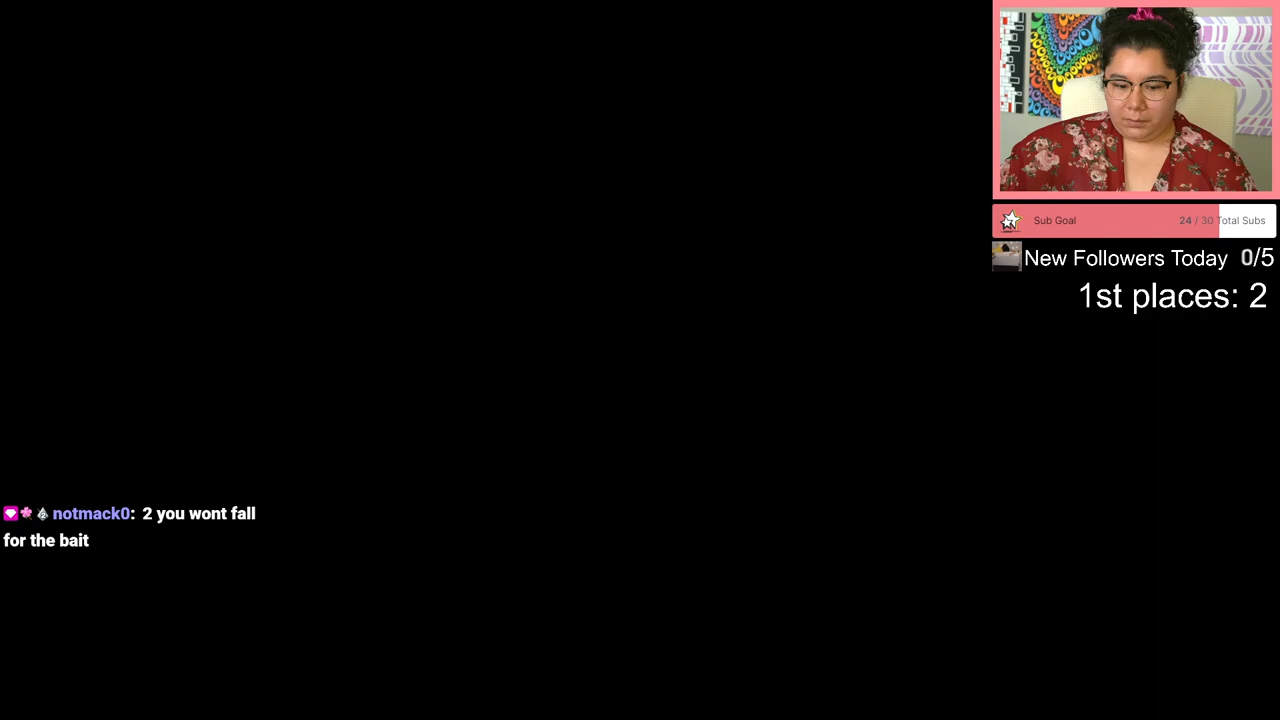 Sub Goal 24 / 30 Total Subs
New Followers Today 0/5
1st places: 2
notmack0: 2 you wont fall
for the bait